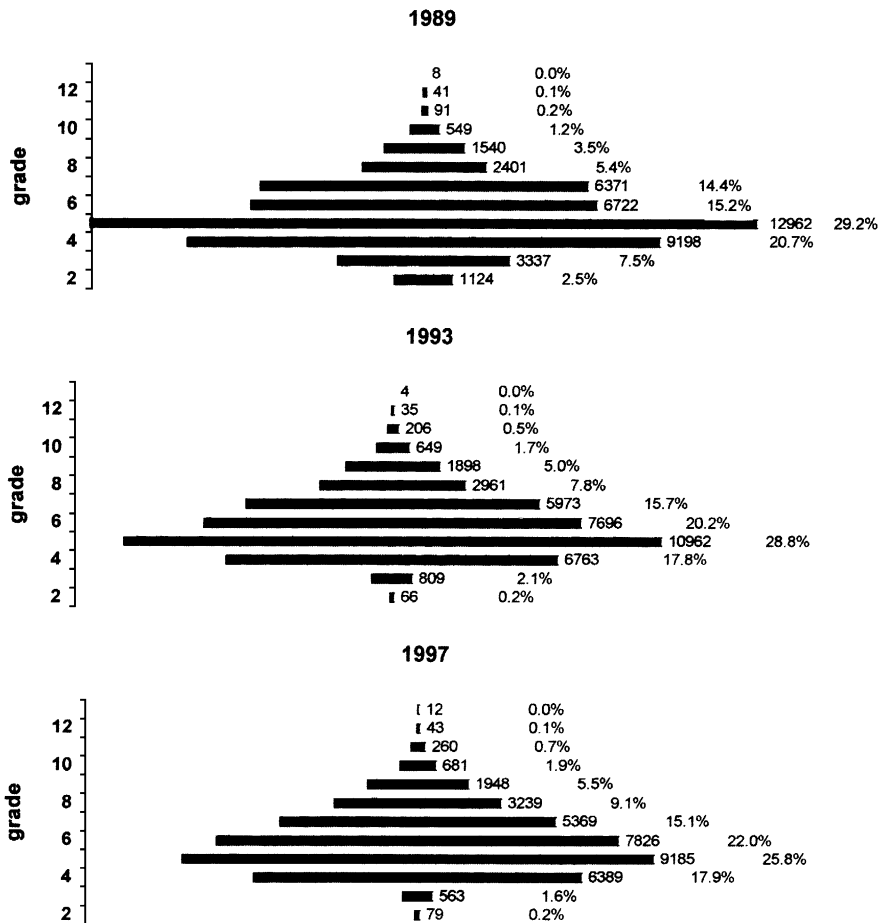 1989
8 0.0%
12 41 0.1%
91 0.2%
10 549 1.2%
1540 3.5%
8 2401 5.4%
grade
6371 14.4%
6 6722 15.2%
12962 29.2%
4 9198 20.7%
3337 7.5%
2 1124 2.5%
1993
4 0.0%
12 35 0.1%
206 0.5%
10 649 1.7%
1898 5.0%
8 2961 7.8%
grade
5973 15.7%
6 7696 20.2%
10962 28.8%
4 6763 17.8%
809 2.1%
2 66 0.2%
1997
12 0.0%
12 43 0.1%
260 0.7%
10 681 1.9%
1948 5.5%
8 3239 9.1%
grade
5369 15.1%
6 7826 22.0%
9185 25.8%
4 6389 17.9%
563 1.6%
2 79 0.2%